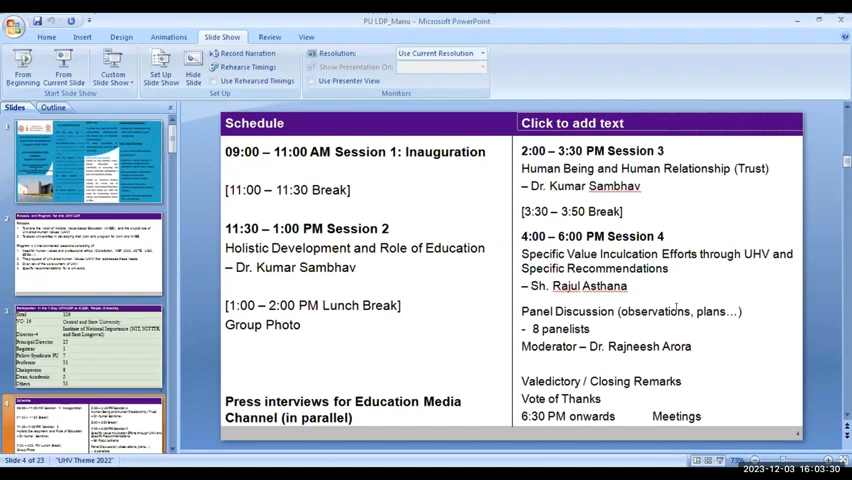 PU LDP_Manu - Microsoft PowerPoint
Home Insert Design Animations Slide Show Review View
From Beginning
From Current Slide
Custom Slide Show
Start Slide Show
Set Up Slide Show
Hide Slide
Record Narration
Rehearse Timings
Use Rehearsed Timings
Set Up
Resolution: Use Current Resolution
Show Presentation On:
Use Presenter View
Monitors
Slides Outline
1
2
3
4
Schedule
09:00 – 11:00 AM Session 1: Inauguration
[11:00 – 11:30 Break]
11:30 – 1:00 PM Session 2
Holistic Development and Role of Education
– Dr. Kumar Sambhav
[1:00 – 2:00 PM Lunch Break]
Group Photo
Press interviews for Education Media
Channel (in parallel)
Click to add text
2:00 – 3:30 PM Session 3
Human Being and Human Relationship (Trust)
– Dr. Kumar Sambhav
[3:30 – 3:50 Break]
4:00 – 6:00 PM Session 4
Specific Value Inculcation Efforts through UHV and
Specific Recommendations
– Sh. Rajul Asthana
Panel Discussion (observations, plans…)
- 8 panelists
Moderator – Dr. Rajneesh Arora
Valedictory / Closing Remarks
Vote of Thanks
6:30 PM onwards Meetings
4
Slide 4 of 23 "UHV Theme 2022" 73%
2023-12-03 16:03:30